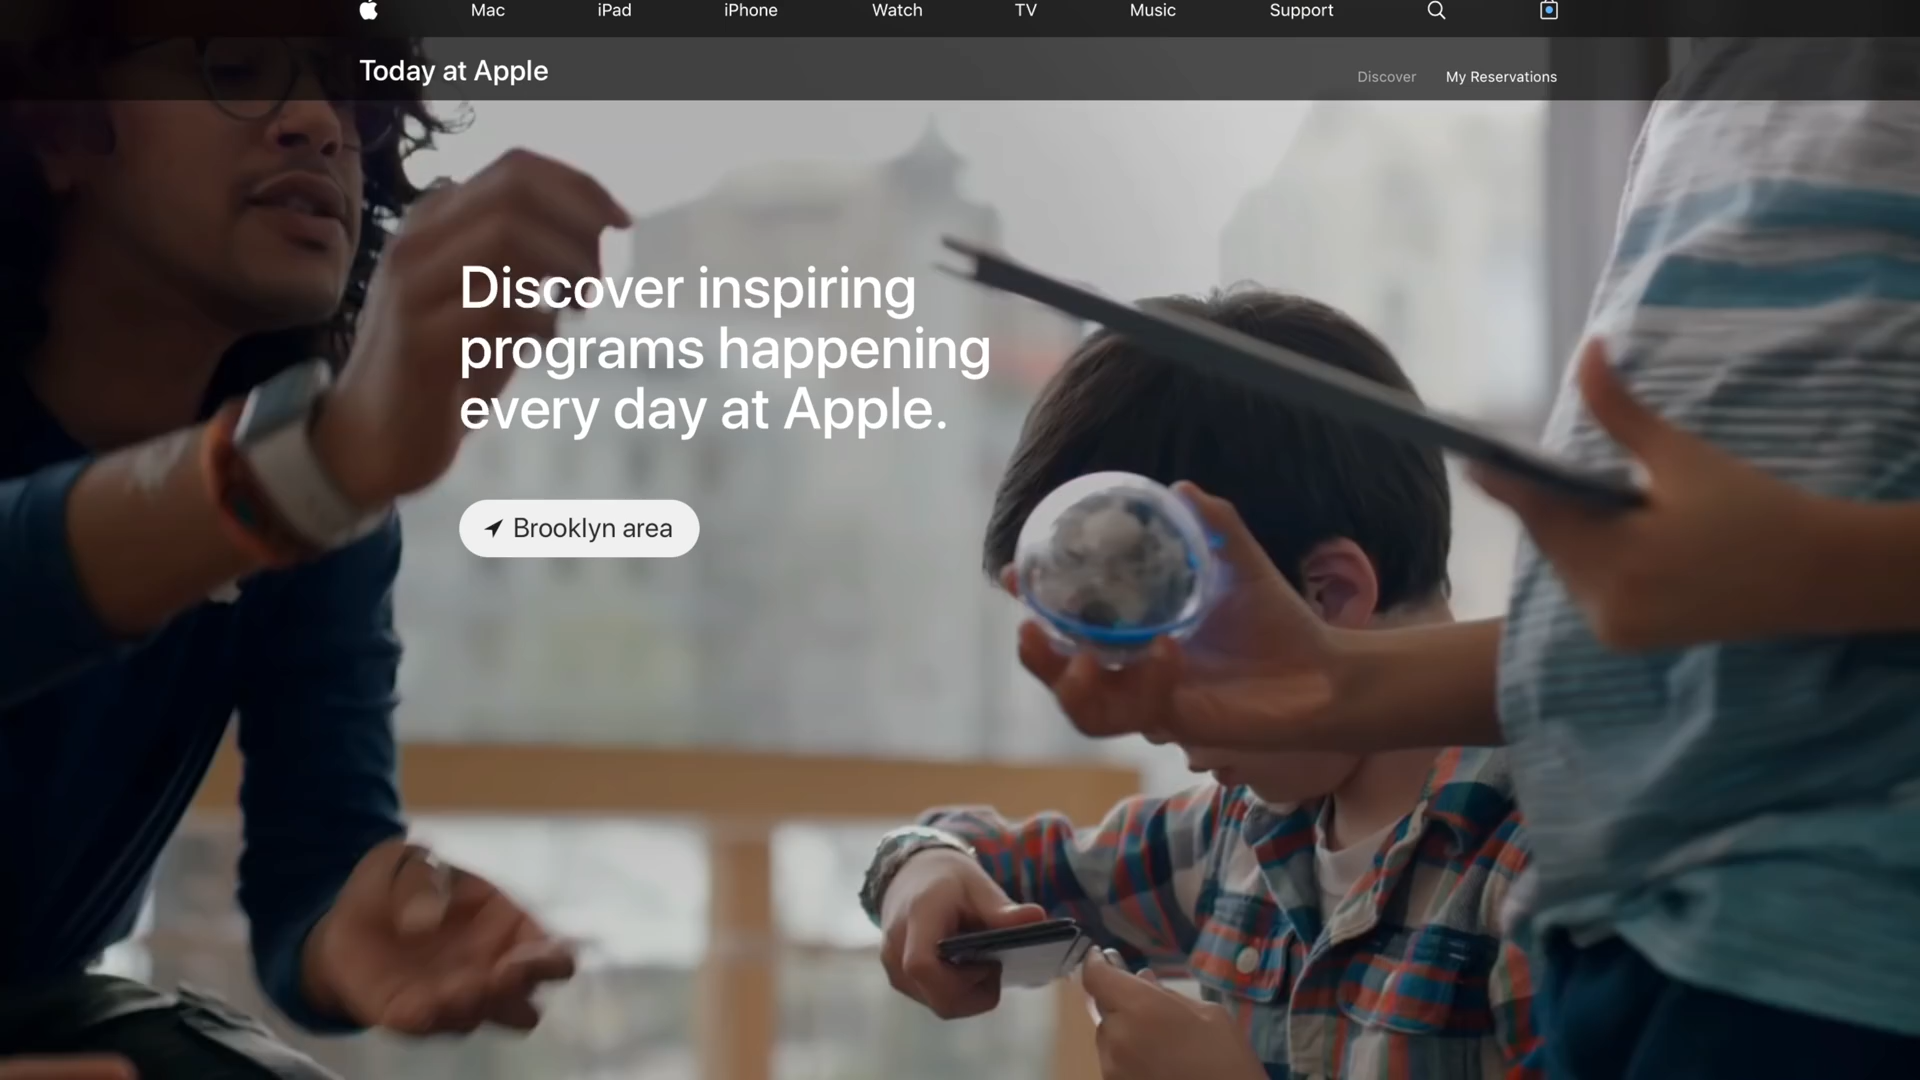 Mac
iPad
iPhone
Watch
TV
Music
Support
Today at Apple
Discover
My Reservations
Discover inspiring
programs happening
every day at Apple.
Brooklyn area